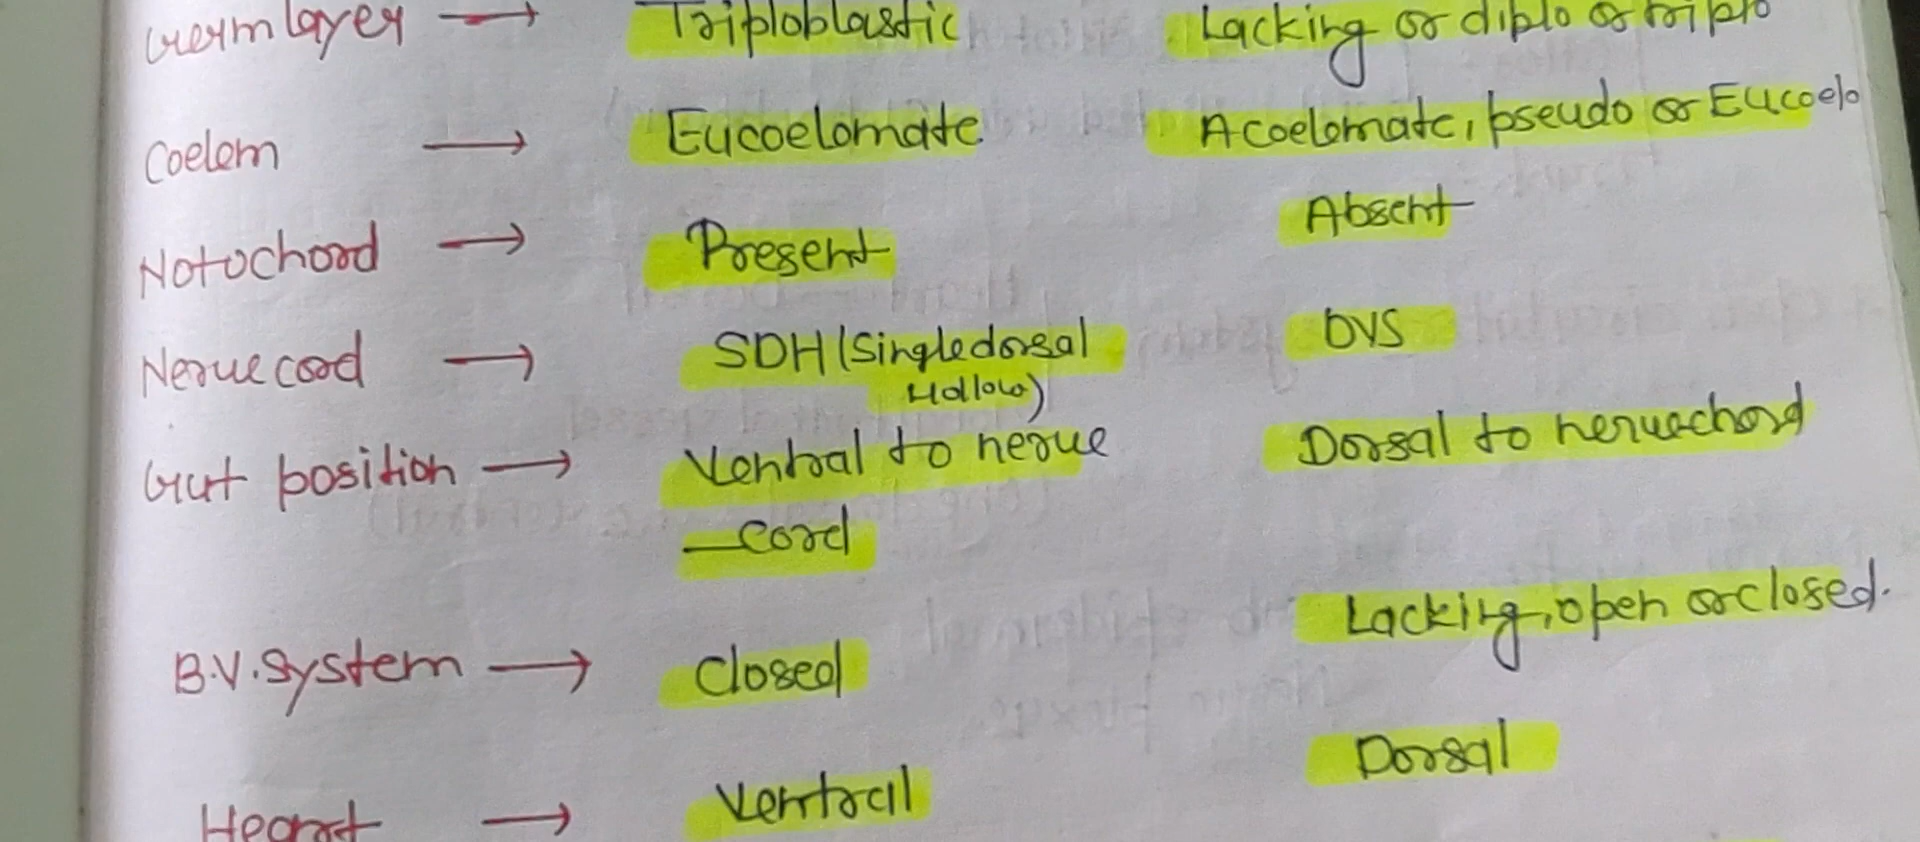 Germ layer → Triploblastic Lacking or diplo or triplo
Coelom → Eucoelomate Acoelomate, pseudo or Eucoelo
Notochord → Present Absent
Nerve cord → SDH (Single dorsal DVS
Hollow)
Gut position → Ventral to nerve Dorsal to nervechord
— cord
B.V. System → Closed Lacking, open or closed.
Heart → Ventral Dorsal